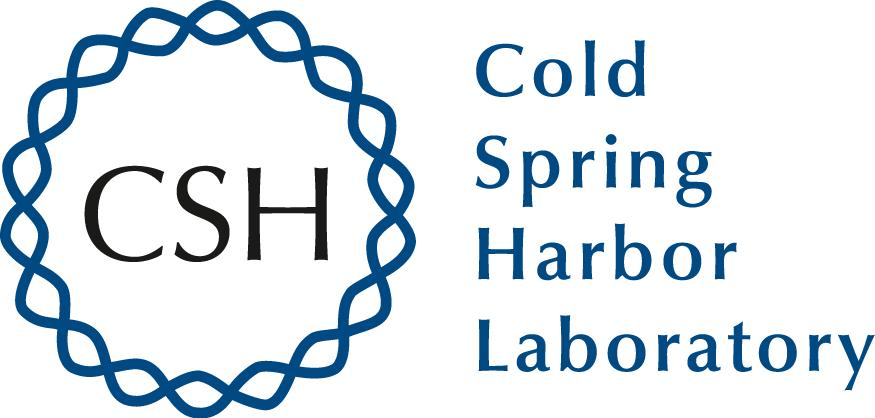 CSH
Cold
Spring
Harbor
Laboratory